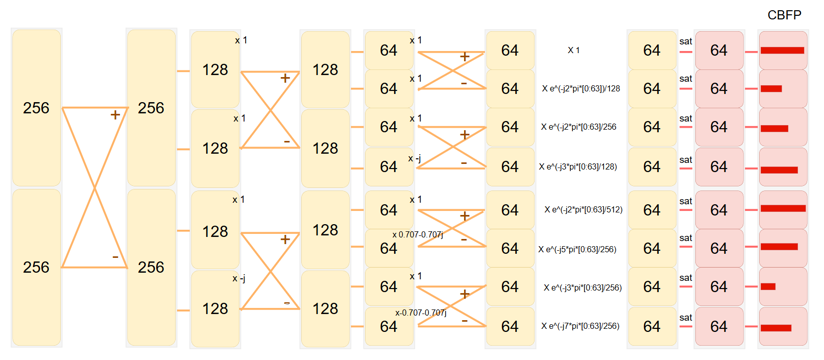 CBFP
x 1
x 1
sat
64
64
X 1
64
64
+
128
128
+
x 1
-
sat
64
64
X e^(-j2*pi*[0:63])/128
64
64
256
256
+
x 1
x 1
sat
64
64
X e^(-j2*pi*[0:63]/256
64
64
+
128
128
-
x -j
-
sat
64
64
X e^(-j3*pi*[0:63]/128)
64
64
x 1
x 1
sat
64
64
X e^(-j2*pi*[0:63]/512)
64
64
+
128
128
+
x 0.707-0.707j
-
sat
64
64
X e^(-j5*pi*[0:63]/256)
64
64
256
256
-
x -j
x 1
sat
64
64
X e^(-j3*pi*[0:63]/256)
64
64
+
128
128
-
x-0.707-0.707j
-
sat
64
64
X e^(-j7*pi*[0:63]/256)
64
64